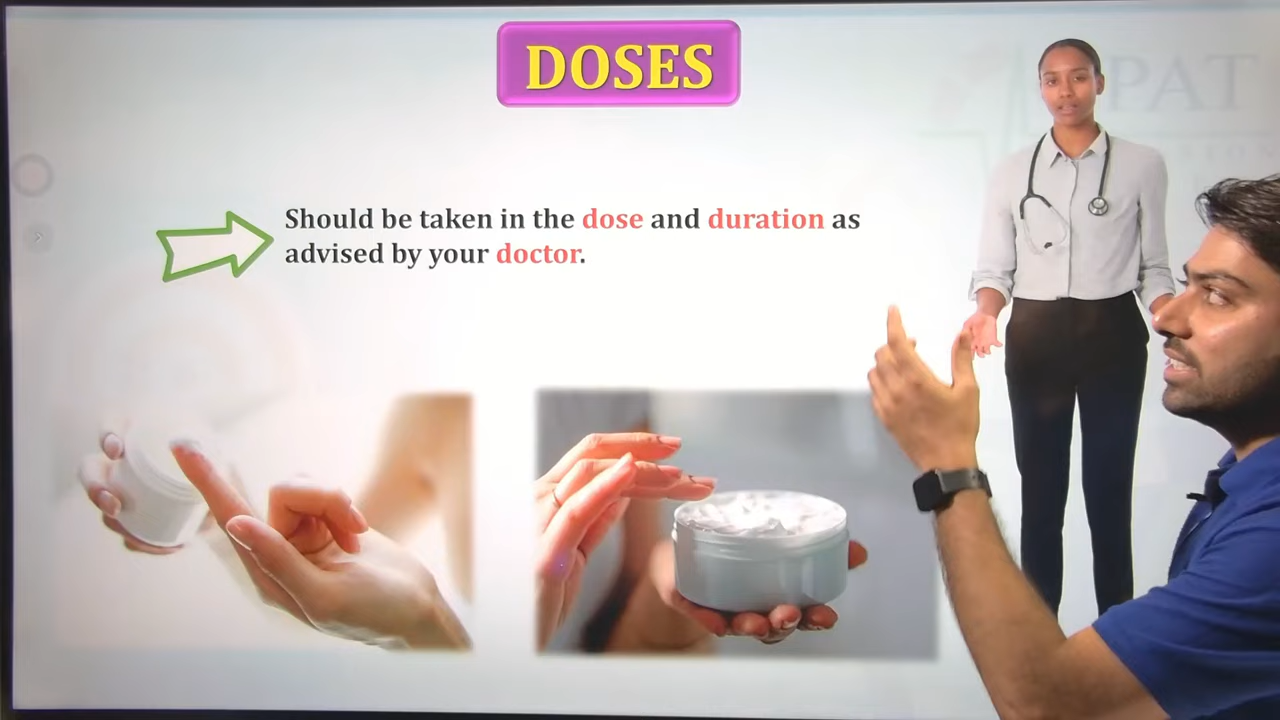 DOSES
Should be taken in the dose and duration as
advised by your doctor.